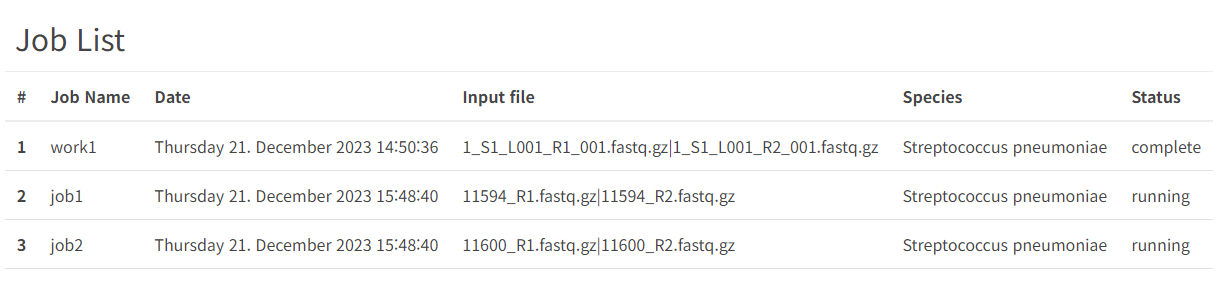 Job List
# Job Name Date Input file Species Status
1 work1 Thursday 21. December 2023 14:50:36 1_S1_L001_R1_001.fastq.gz|1_S1_L001_R2_001.fastq.gz Streptococcus pneumoniae complete
2 job1 Thursday 21. December 2023 15:48:40 11594_R1.fastq.gz|11594_R2.fastq.gz Streptococcus pneumoniae running
3 job2 Thursday 21. December 2023 15:48:40 11600_R1.fastq.gz|11600_R2.fastq.gz Streptococcus pneumoniae running